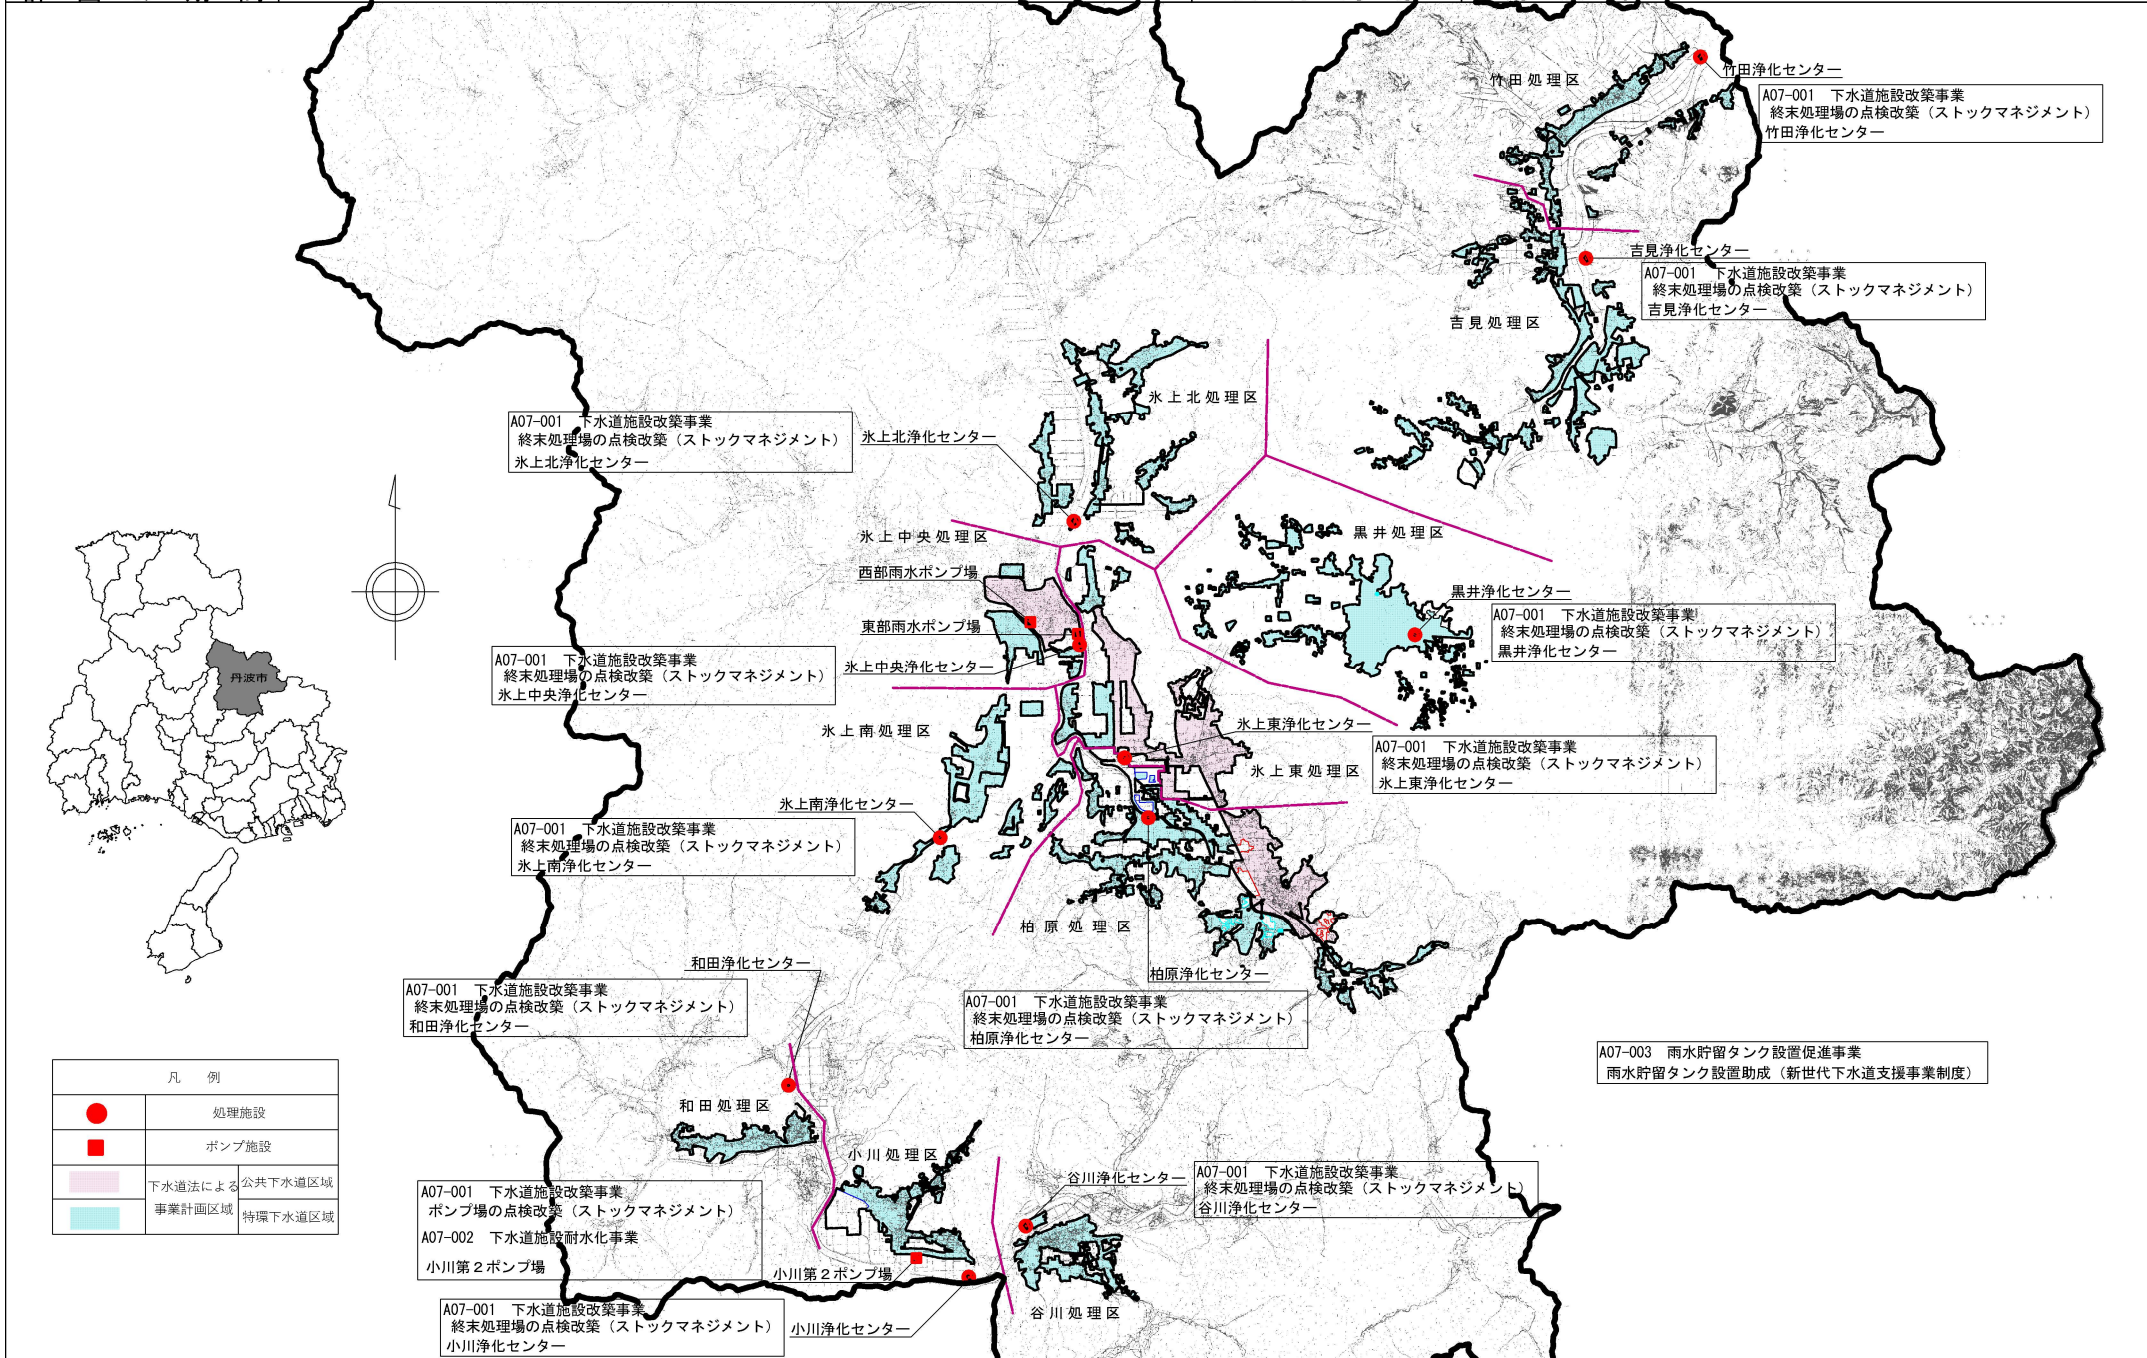 竹田処理区
竹田浄化センター
A07-001　下水道施設改築事業
終末処理場の点検改築（ストックマネジメント）
竹田浄化センター
吉見浄化センター
A07-001　下水道施設改築事業
終末処理場の点検改築（ストックマネジメント）
吉見浄化センター
吉見処理区
氷上北処理区
A07-001　下水道施設改築事業
終末処理場の点検改築（ストックマネジメント）
氷上北浄化センター
氷上北浄化センター
氷上中央処理区
黒井処理区
西部雨水ポンプ場
黒井浄化センター
A07-001　下水道施設改築事業
終末処理場の点検改築（ストックマネジメント）
黒井浄化センター
東部雨水ポンプ場
氷上中央浄化センター
A07-001　下水道施設改築事業
終末処理場の点検改築（ストックマネジメント）
氷上中央浄化センター
丹波市
氷上南処理区
氷上東浄化センター
A07-001　下水道施設改築事業
終末処理場の点検改築（ストックマネジメント）
氷上東浄化センター
氷上東処理区
氷上南浄化センター
A07-001　下水道施設改築事業
終末処理場の点検改築（ストックマネジメント）
氷上南浄化センター
柏原処理区
柏原浄化センター
A07-001　下水道施設改築事業
終末処理場の点検改築（ストックマネジメント）
柏原浄化センター
和田浄化センター
A07-001　下水道施設改築事業
終末処理場の点検改築（ストックマネジメント）
和田浄化センター
A07-003　雨水貯留タンク設置促進事業
雨水貯留タンク設置助成（新世代下水道支援事業制度）
凡　例
処理施設
ポンプ施設
下水道法による
事業計画区域
公共下水道区域
特環下水道区域
和田処理区
小川処理区
A07-001　下水道施設改築事業
ポンプ場の点検改築（ストックマネジメント）
A07-002　下水道施設耐水化事業
小川第２ポンプ場
小川第２ポンプ場
谷川浄化センター
A07-001　下水道施設改築事業
終末処理場の点検改築（ストックマネジメント）
谷川浄化センター
谷川処理区
A07-001　下水道施設改築事業
終末処理場の点検改築（ストックマネジメント）
小川浄化センター
小川浄化センター